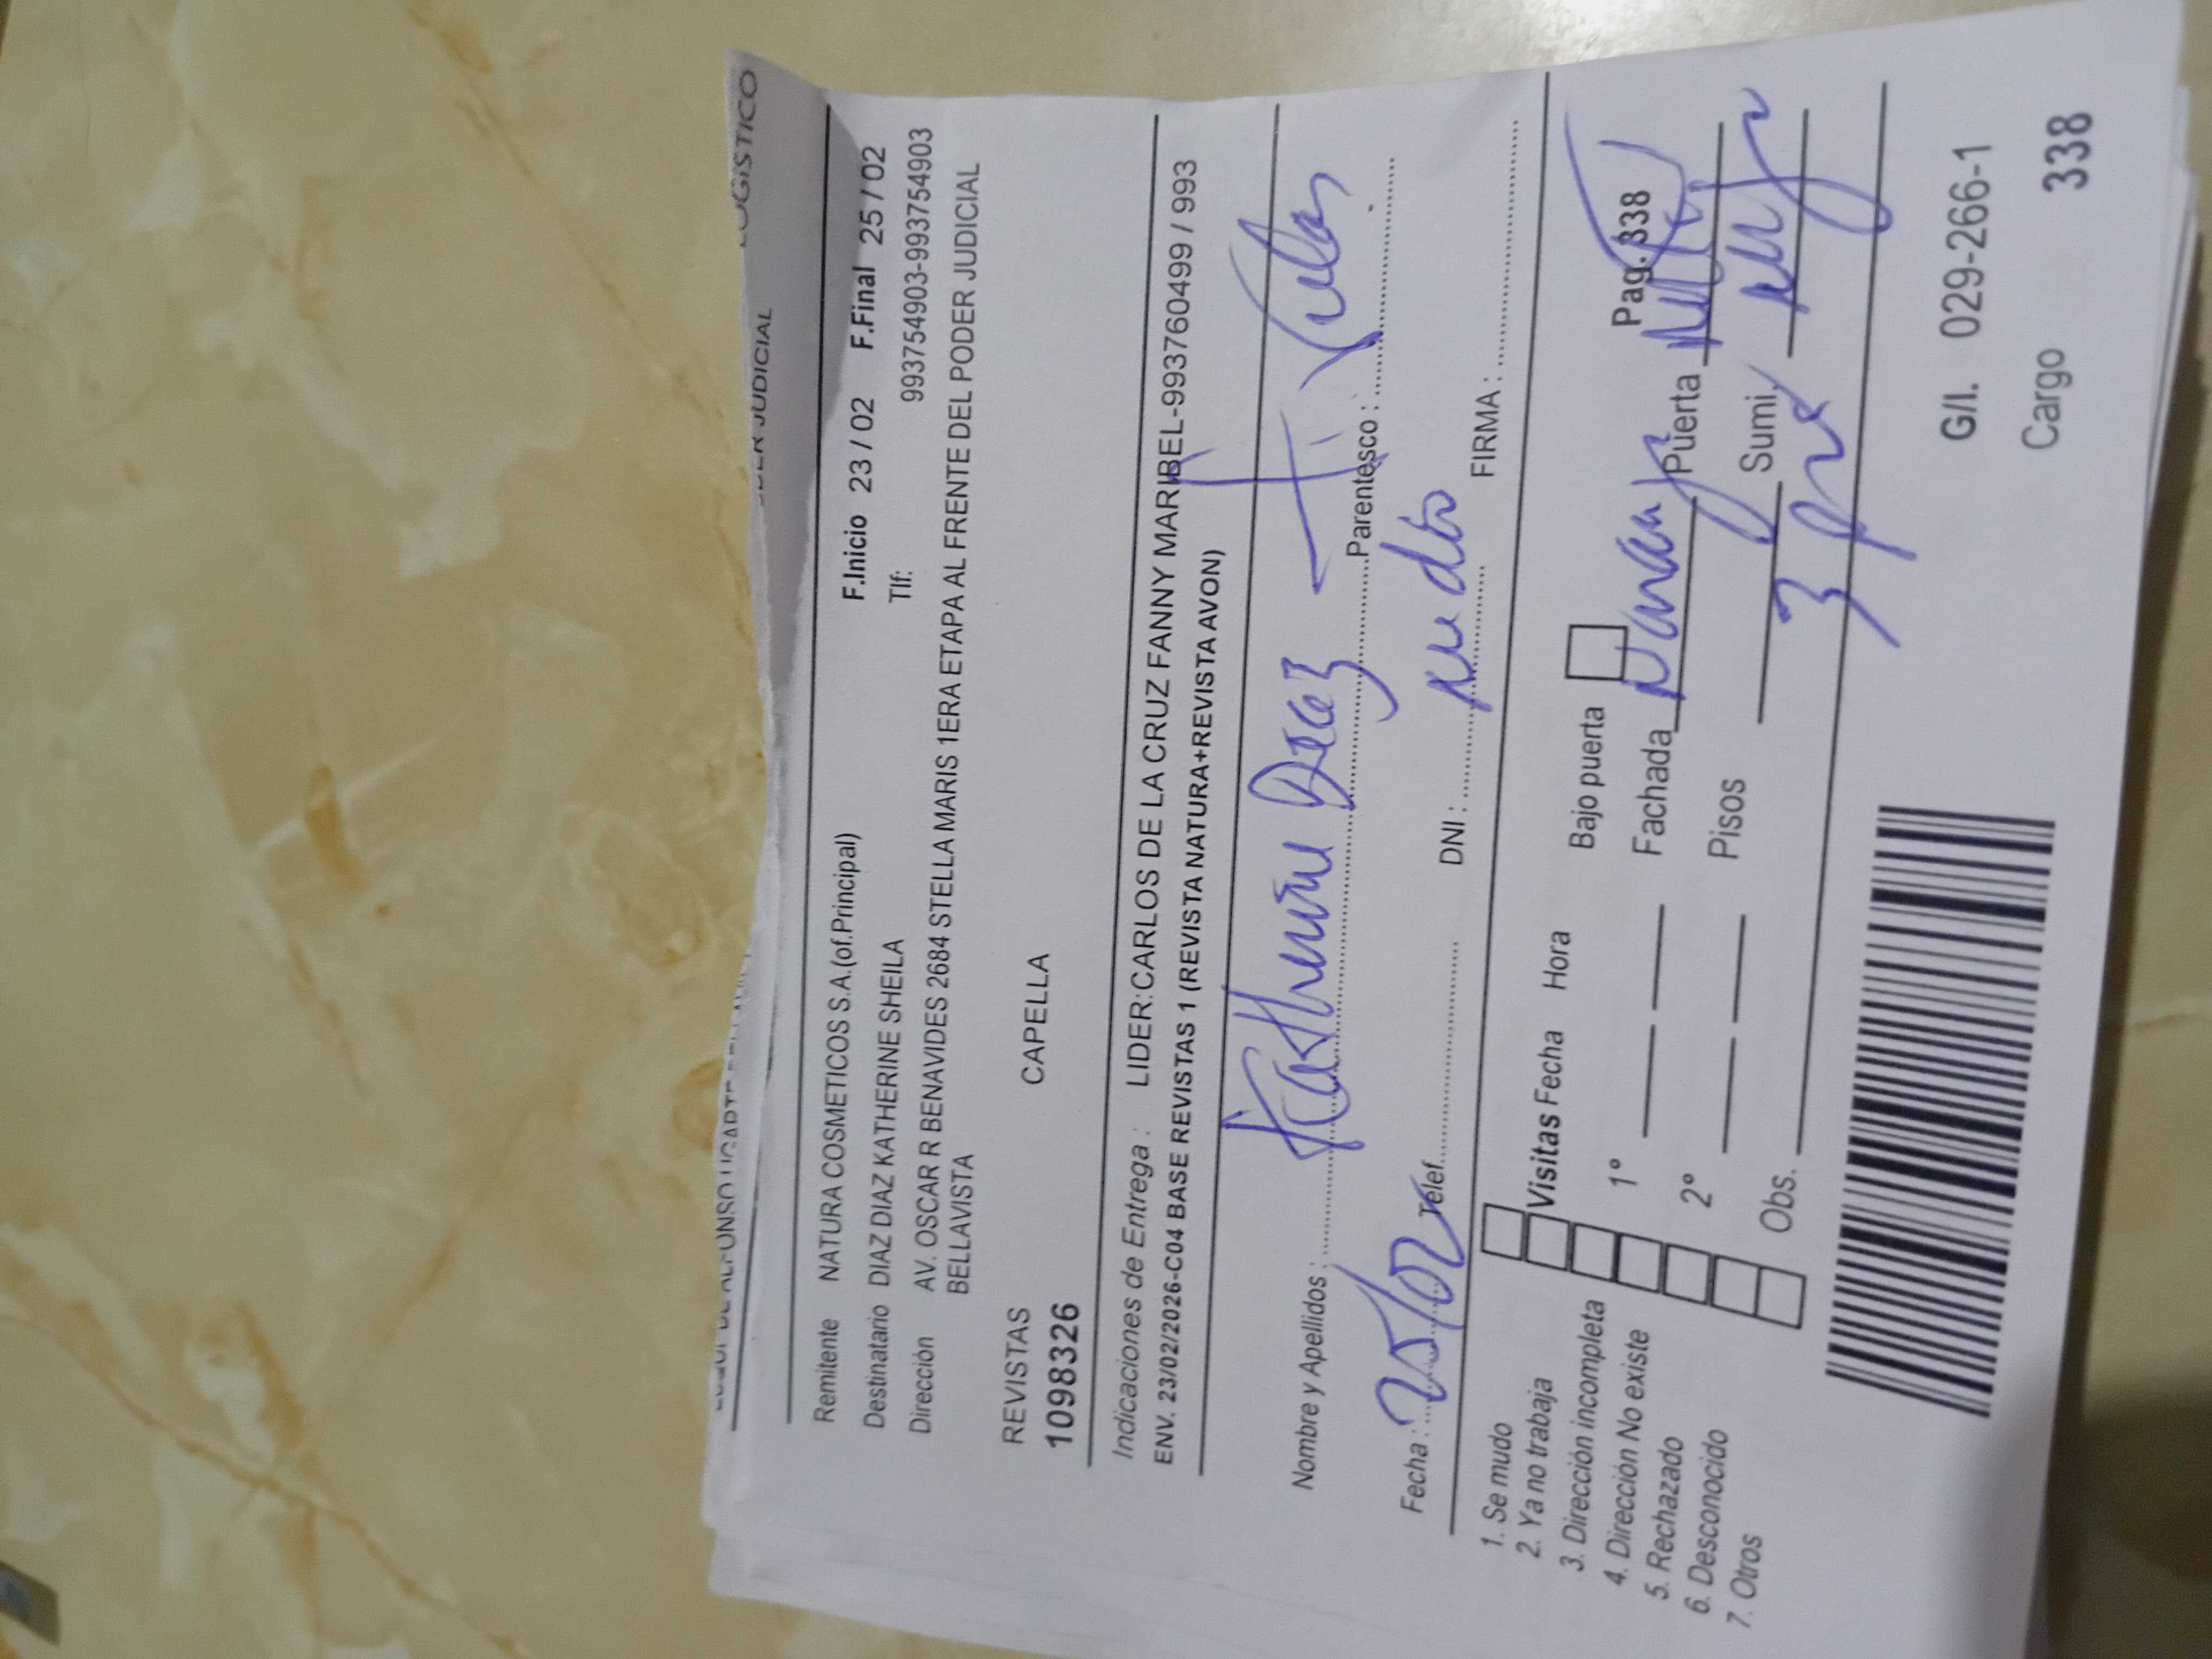 LOGISTICO
JUDICIAL
Remitente NATURA COSMETICOS S.A.(of.Principal)
F.Inicio 23 / 02 F.Final 25 / 02
Destinatario DIAZ DIAZ KATHERINE SHEILA Tlf: 993754903-993754903
Dirección AV. OSCAR R BENAVIDES 2684 STELLA MARIS 1ERA ETAPA AL FRENTE DEL PODER JUDICIAL
BELLAVISTA
REVISTAS CAPELLA
1098326
Indicaciones de Entrega : LIDER:CARLOS DE LA CRUZ FANNY MARIBEL-993760499 / 993
ENV. 23/02/2026-C04 BASE REVISTAS 1 (REVISTA NATURA+REVISTA AVON)
Nombre y Apellidos : Parentesco :
Fecha : 25/02 Telef. DNI : FIRMA :
1. Se mudo
2. Ya no trabaja
3. Dirección incompleta
4. Dirección No existe
5. Rechazado
6. Desconocido
7. Otros
Visitas Fecha Hora
1°
2°
Obs.
Bajo puerta Pag. 338
Fachada Puerta
Pisos Sumi.
G/I. 029-266-1
Cargo 338